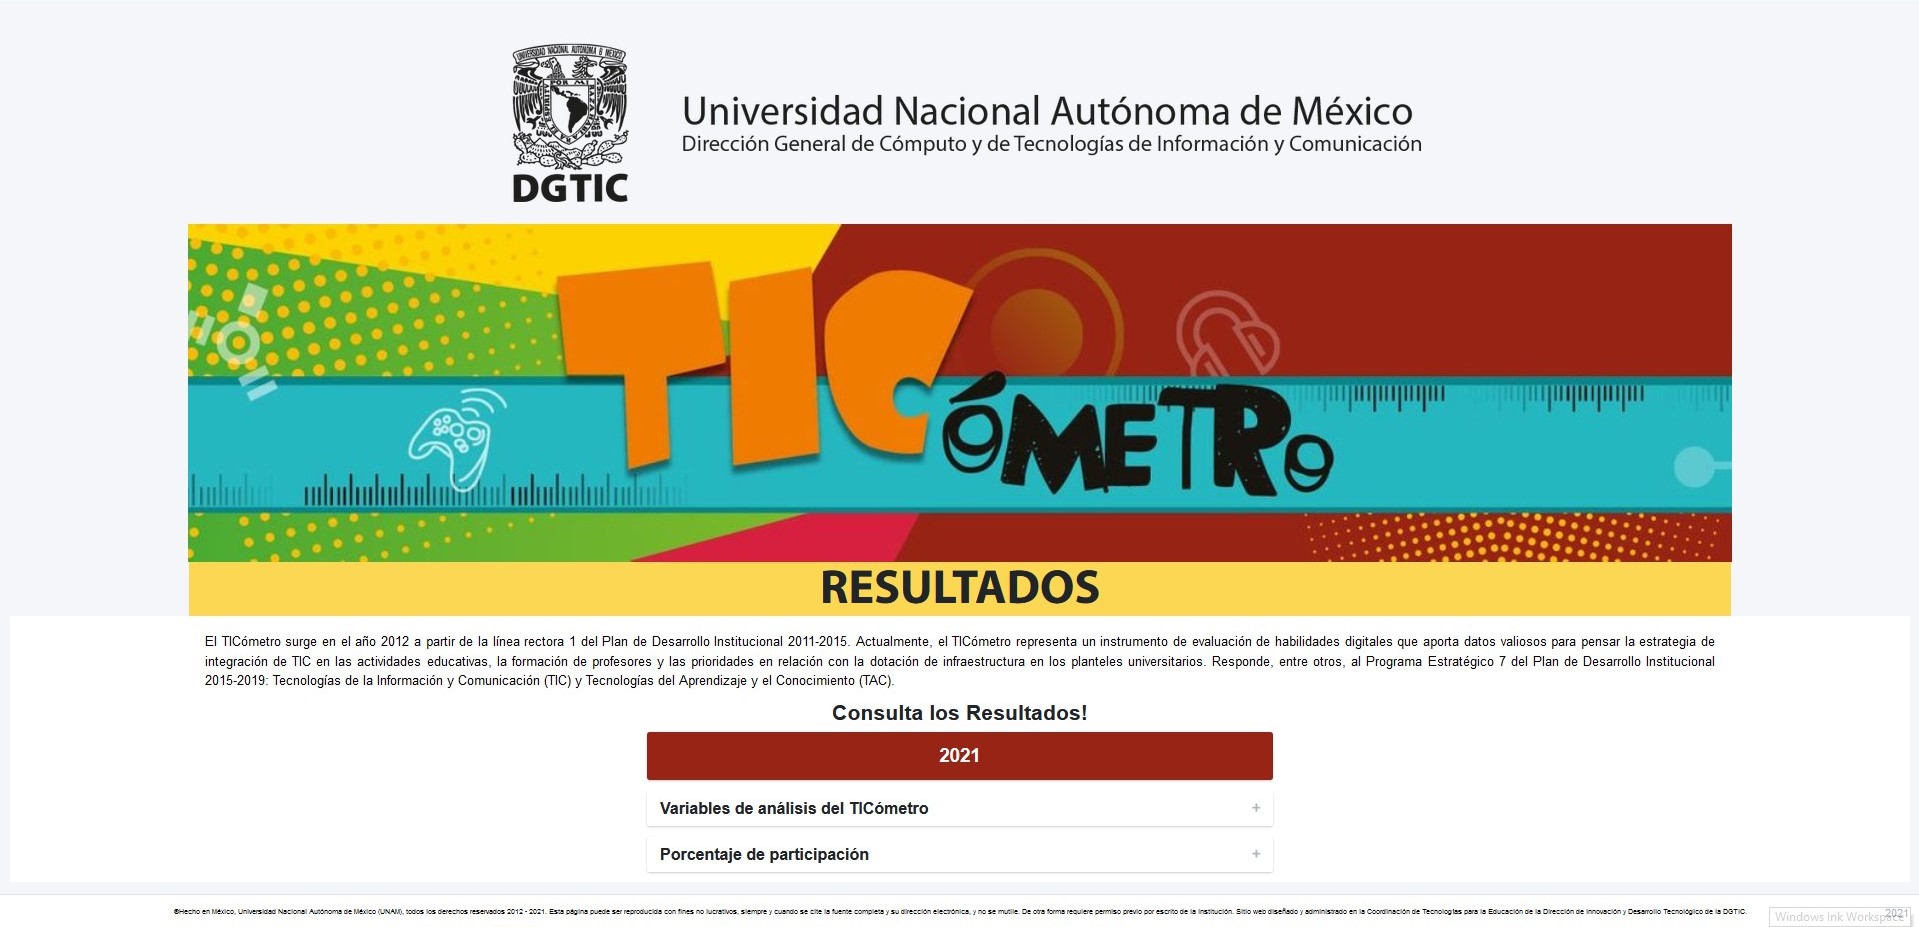 UNIVERSIDAD NACIONAL AUTONOMA DE MEXICO
POR MI
DGTIC
Universidad Nacional Autónoma de México
Dirección General de Cómputo y de Tecnologías de Información y Comunicación
TICÓMETRO
RESULTADOS
El TICómetro surge en el año 2012 a partir de la línea rectora 1 del Plan de Desarrollo Institucional 2011-2015. Actualmente, el TICómetro representa un instrumento de evaluación de habilidades digitales que aporta datos valiosos para pensar la estrategia de
integración de TIC en las actividades educativas, la formación de profesores y las prioridades en relación con la dotación de infraestructura en los planteles universitarios. Responde, entre otros, al Programa Estratégico 7 del Plan de Desarrollo Institucional
2015-2019: Tecnologías de la Información y Comunicación (TIC) y Tecnologías del Aprendizaje y el Conocimiento (TAC).
Consulta los Resultados!
2021
Variables de análisis del TICómetro +
Porcentaje de participación +
©Hecho en México, Universidad Nacional Autónoma de México (UNAM), todos los derechos reservados 2012 - 2021. Esta página puede ser reproducida con fines no lucrativos, siempre y cuando se cite la fuente completa y su dirección electrónica, y no se mutile. De otra forma requiere permiso previo por escrito de la institución. Sitio web diseñado y administrado en la Coordinación de Tecnologías para la Educación de la Dirección de Innovación y Desarrollo Tecnológico de la DGTIC.
2021
Windows Ink Workspace